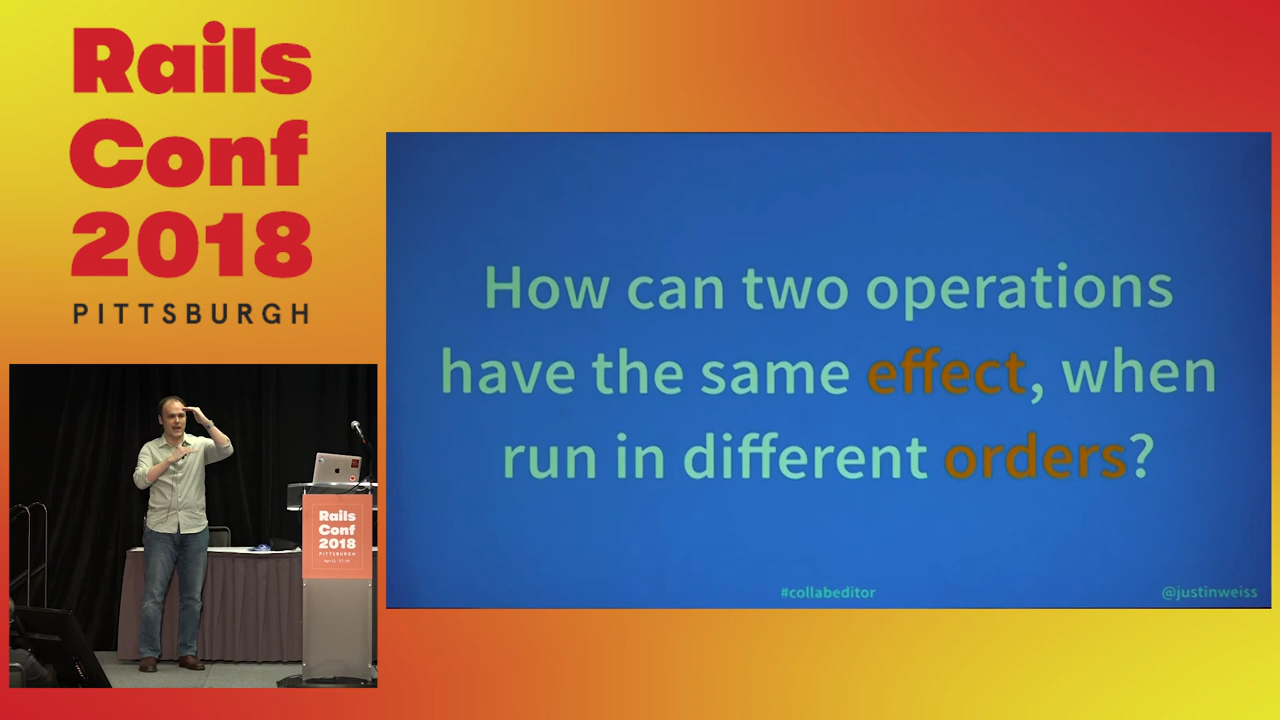 Rails
Conf
2018
PITTSBURGH
How can two operations
have the same effect, when
run in different orders?
#collabeditor
@justinweiss
Rails
Conf
2018
PITTSBURGH